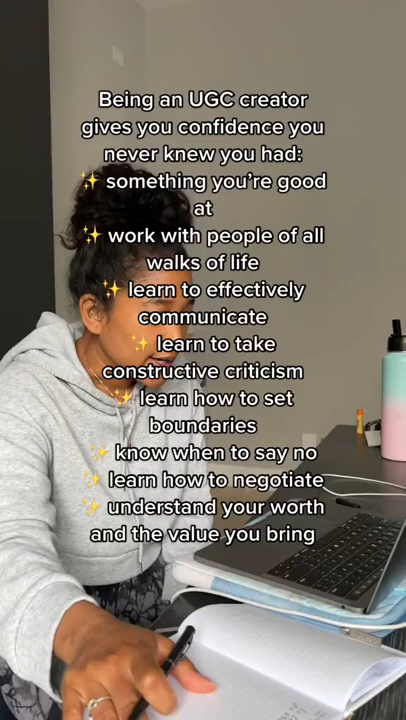 Being an UGC creator
gives you confidence you
never knew you had:
✨ something you're good
at
✨ work with people of all
walks of life
✨ learn to effectively
communicate
✨ learn to take
constructive criticism
✨ learn how to set
boundaries
✨ know when to say no
✨ learn how to negotiate
✨ understand your worth
and the value you bring